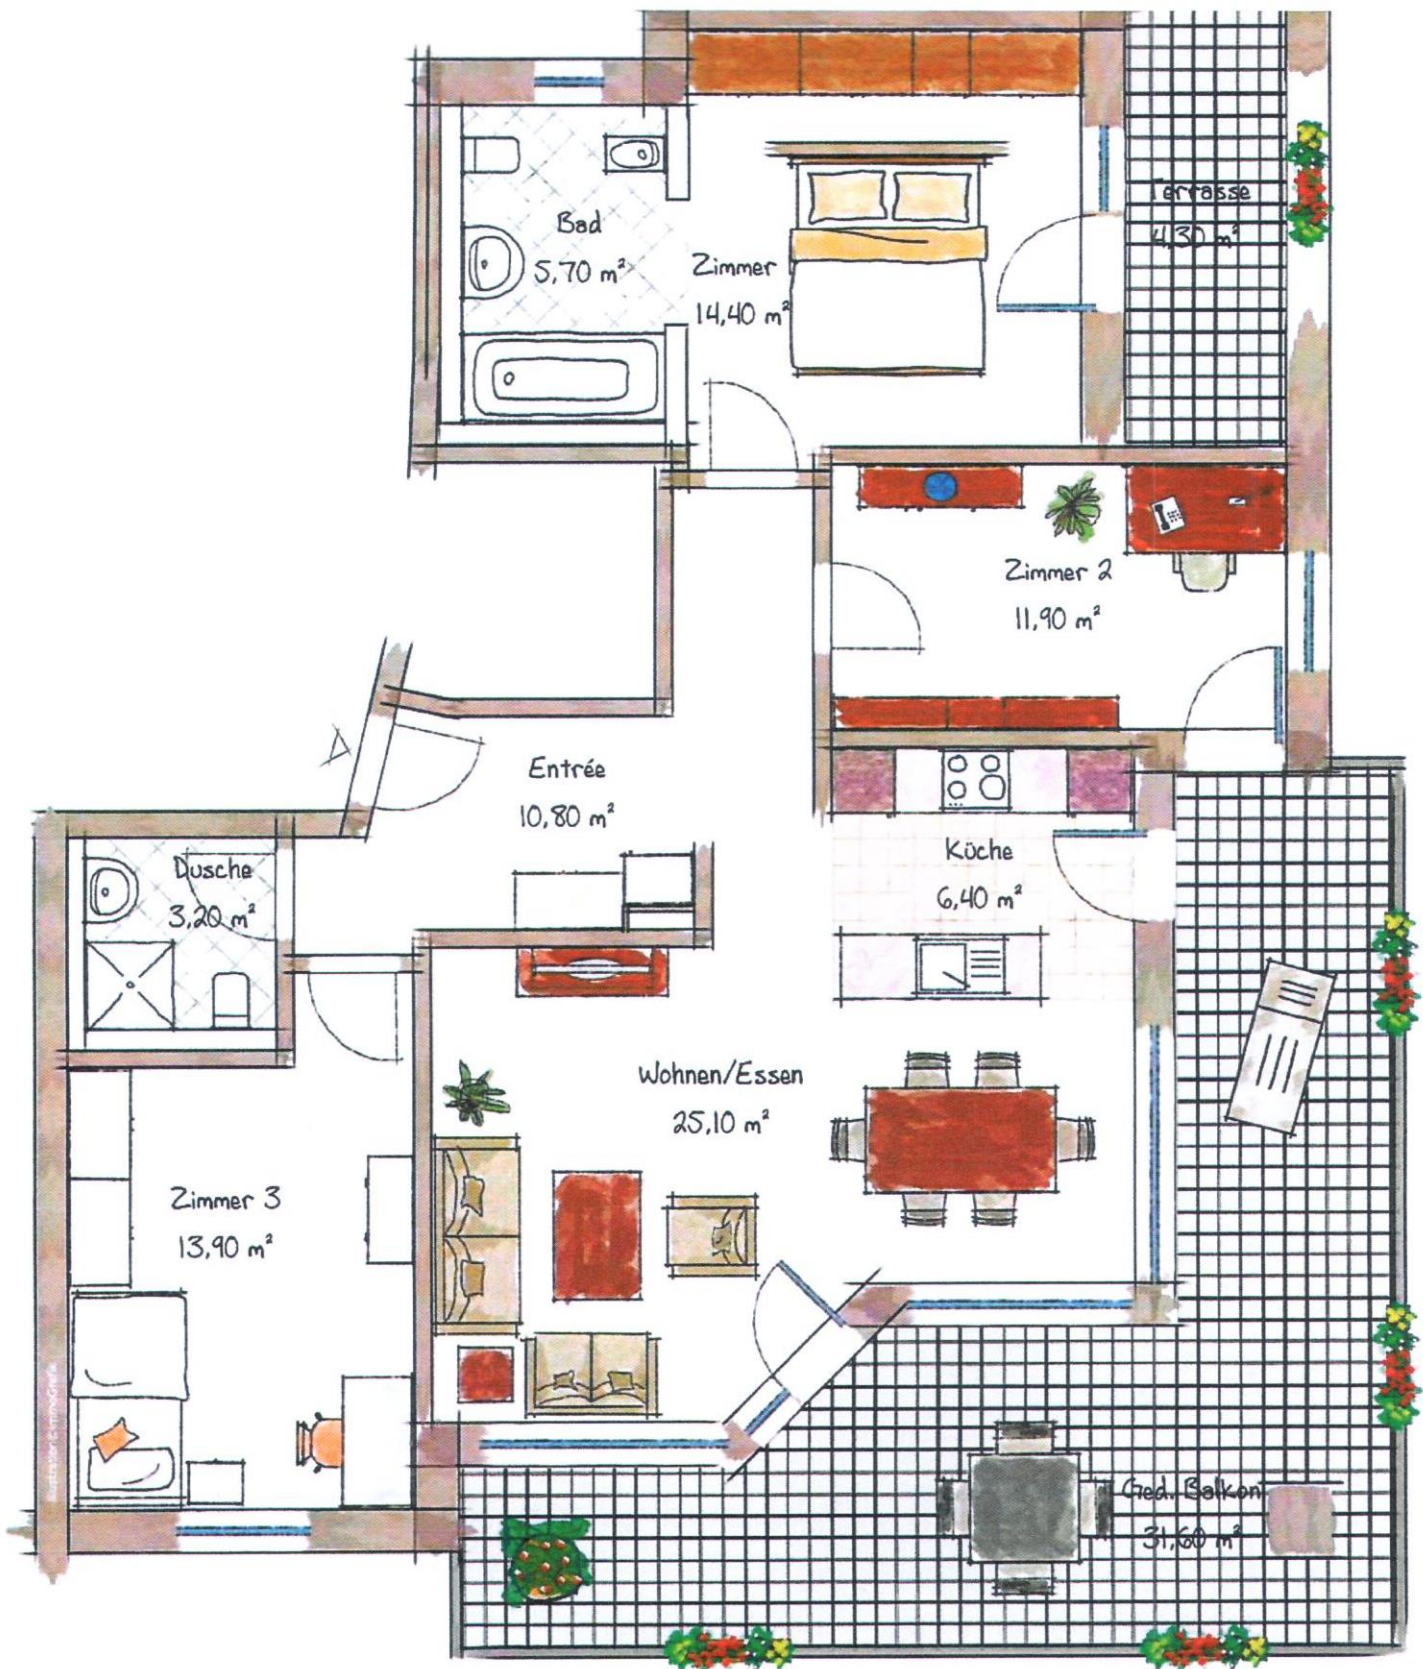 Terrasse
4,30 m²
Bad
5,70 m²
Zimmer
14,40 m²
Zimmer 2
11,90 m²
Entrée
10,80 m²
Küche
6,40 m²
Dusche
3,20 m²
Wohnen/Essen
25,10 m²
Zimmer 3
13,90 m²
Ged. Balkon
31,60 m²